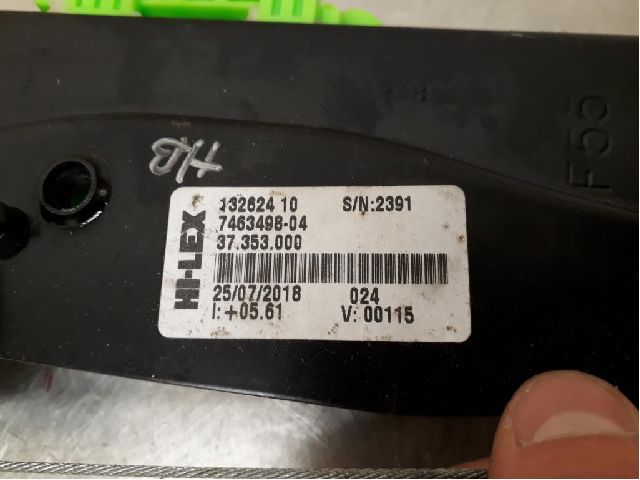 F55
HB
HI-LEX
132624 10 S/N:2391
7463498-04
37.353.000
25/07/2018 024
I:+05.61 V: 00115